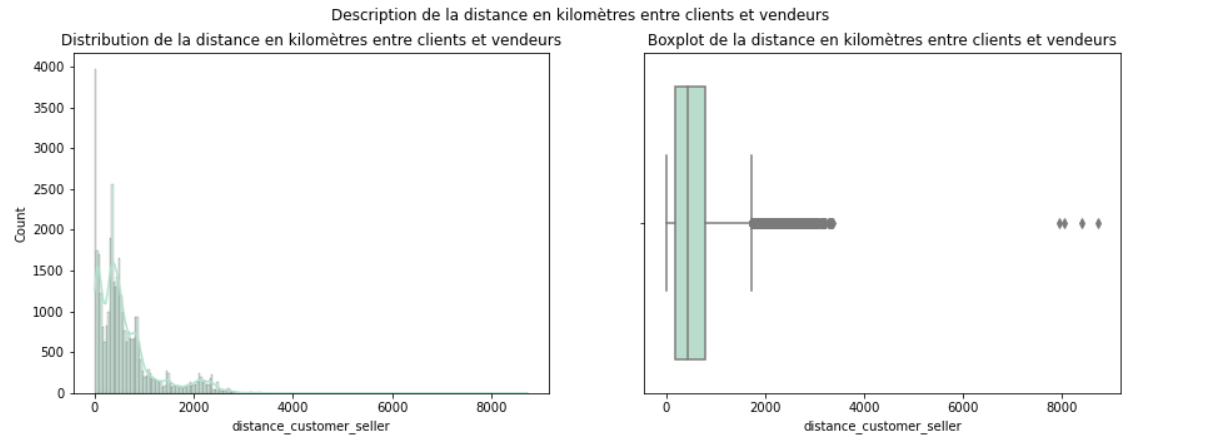 Description de la distance en kilomètres entre clients et vendeurs
Distribution de la distance en kilomètres entre clients et vendeurs
4000
3500
3000
2500
2000
1500
1000
500
0
Count
0 2000 4000 6000 8000
distance_customer_seller
Boxplot de la distance en kilomètres entre clients et vendeurs
0 2000 4000 6000 8000
distance_customer_seller